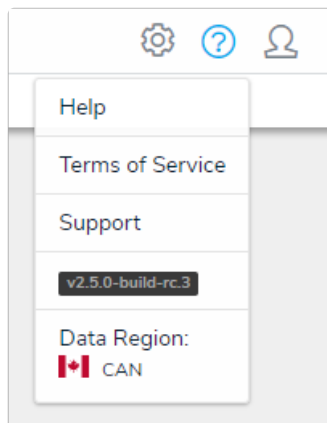 Help
Terms of Service
Support
v2.5.0-build-rc.3
Data Region:
CAN